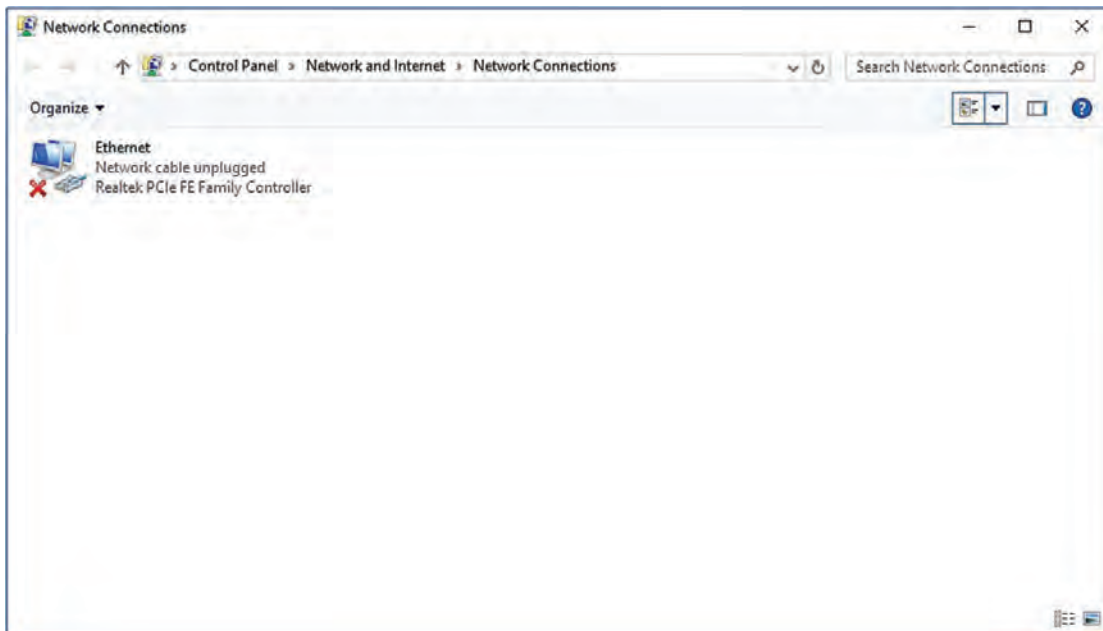 Network Connections
Control Panel > Network and Internet > Network Connections
Search Network Connections
Organize
Ethernet
Network cable unplugged
Realtek PCIe FE Family Controller